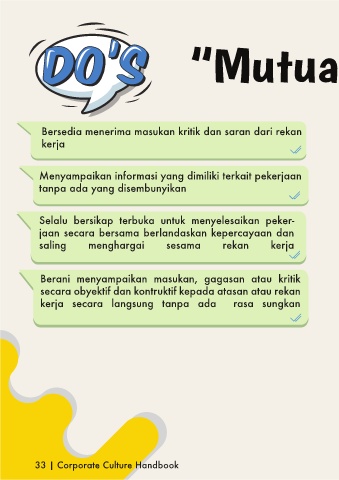 DO'S
"Mutua
Bersedia menerima masukan kritik dan saran dari rekan
kerja
Menyampaikan informasi yang dimiliki terkait pekerjaan
tanpa ada yang disembunyikan
Selalu bersikap terbuka untuk menyelesaikan peker-
jaan secara bersama berlandaskan kepercayaan dan
saling menghargai sesama rekan kerja
Berani menyampaikan masukan, gagasan atau kritik
secara obyektif dan kontruktif kepada atasan atau rekan
kerja secara langsung tanpa ada rasa sungkan
33 | Corporate Culture Handbook